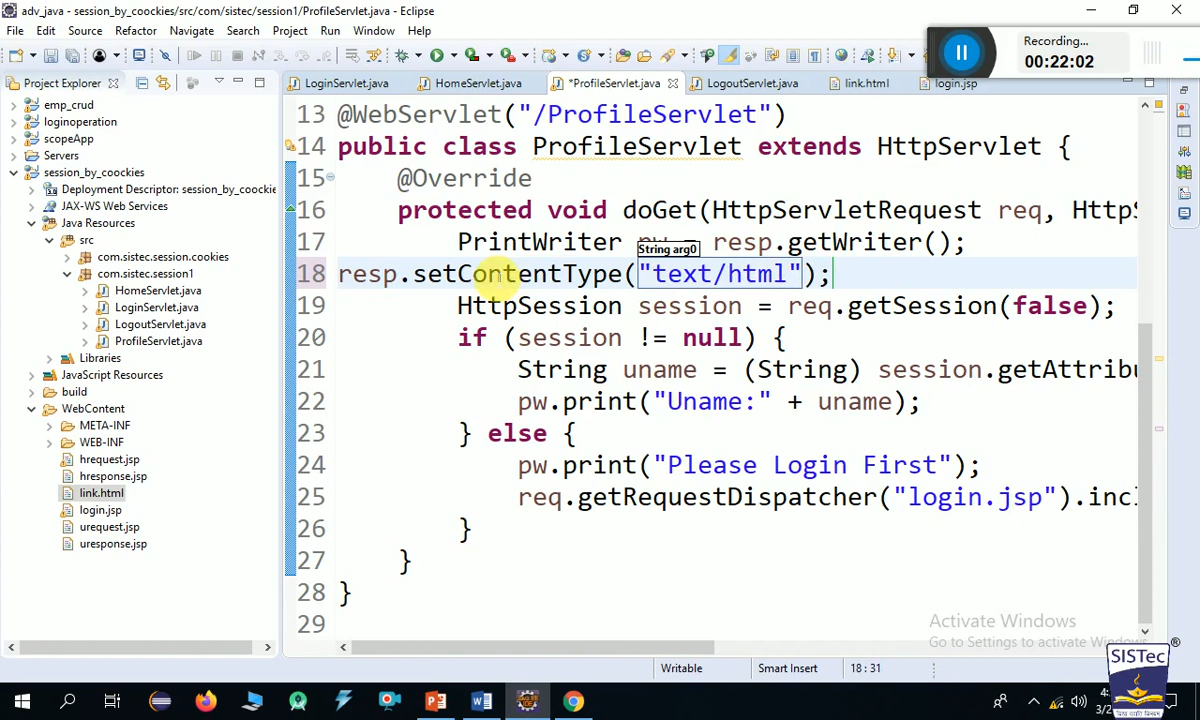 adv_java - session_by_coockies/src/com/sistec/session1/ProfileServlet.java - Eclipse
File Edit Source Refactor Navigate Search Project Run Window Help
Recording...
00:22:02
Project Explorer
LoginServlet.java
HomeServlet.java
*ProfileServlet.java
LogoutServlet.java
link.html
login.jsp
emp_crud
loginoperation
scopeApp
Servers
session_by_coockies
Deployment Descriptor: session_by_coockie
JAX-WS Web Services
Java Resources
src
com.sistec.session.cookies
com.sistec.session1
HomeServlet.java
LoginServlet.java
LogoutServlet.java
ProfileServlet.java
Libraries
JavaScript Resources
build
WebContent
META-INF
WEB-INF
hrequest.jsp
hresponse.jsp
link.html
login.jsp
urequest.jsp
uresponse.jsp
13 @WebServlet("/ProfileServlet")
14 public class ProfileServlet extends HttpServlet {
15 @Override
16 protected void doGet(HttpServletRequest req, HttpS
String arg0
17 PrintWriter = resp.getWriter();
18 resp.setContentType("text/html");
19 HttpSession session = req.getSession(false);
20 if (session != null) {
21 String uname = (String) session.getAttribu
22 pw.print("Uname:" + uname);
23 } else {
24 pw.print("Please Login First");
25 req.getRequestDispatcher("login.jsp").incl
26 }
27 }
28 }
29
Activate Windows
Go to Settings to activate Windows.
SISTec
®
Writable
Smart Insert
18 : 31